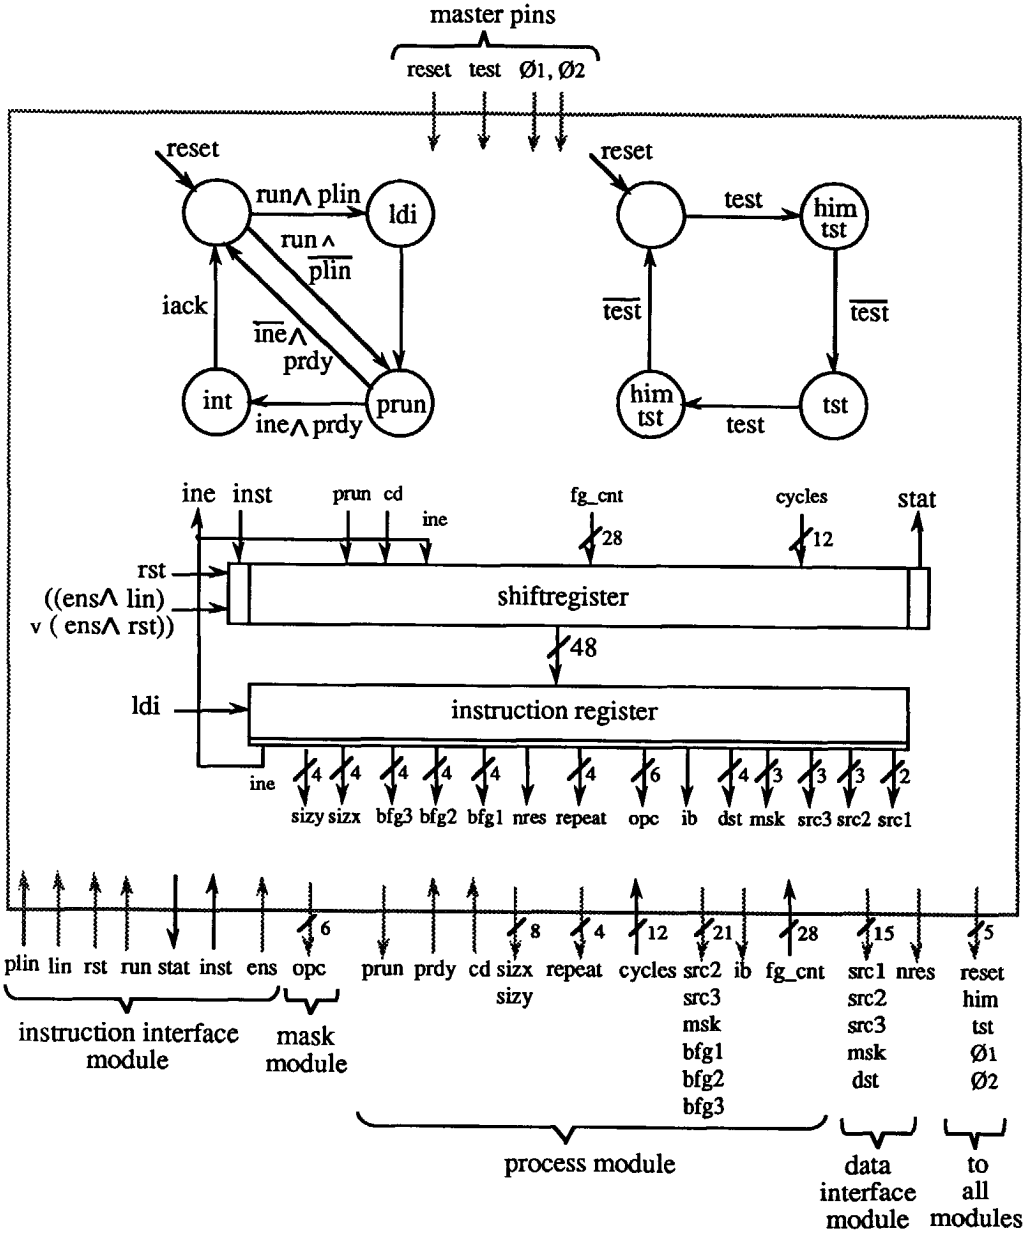 master pins
reset test Ø1, Ø2
reset
run∧ plin
ldi
run ∧
p̅l̅i̅n̅
iack
i̅n̅e̅∧
prdy
int
ine∧prdy
prun
reset
test
him
tst
t̅e̅s̅t̅
t̅e̅s̅t̅
him
tst
test
tst
ine inst prun cd ine fg_cnt cycles stat
28 12
rst
((ens∧ lin)
v ( ens∧ rst))
shiftregister
48
ldi
instruction register
ine 4 4 4 4 4 4 6 4 3 3 3 2
sizy sizx bfg3 bfg2 bfg1 nres repeat opc ib dst msk src3 src2 src1
6 8 4 12 21 28 15 5
plin lin rst run stat inst ens opc prun prdy cd sizx repeat cycles src2 ib fg_cnt src1 nres reset
sizy src3 src2 him
msk src3 tst
bfg1 msk Ø1
bfg2 dst Ø2
bfg3
instruction interface
module
mask
module
process module
data
interface
module
to
all
modules